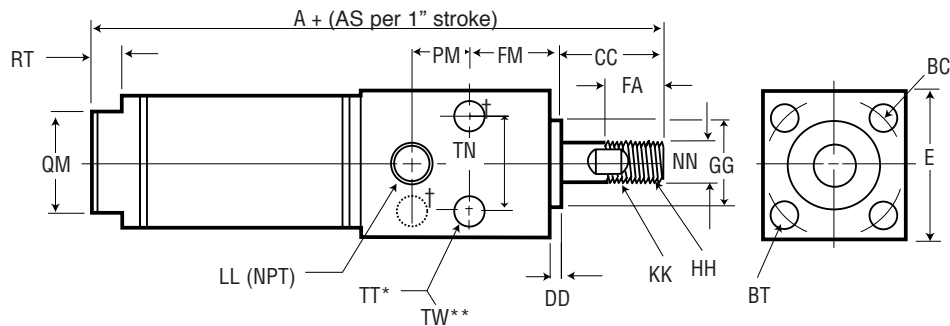 A + (AS per 1” stroke)
RT
PM
FM
CC
BC
FA
†
QM
TN
NN
GG
E
†
LL (NPT)
TT*
TW**
DD
KK
HH
BT